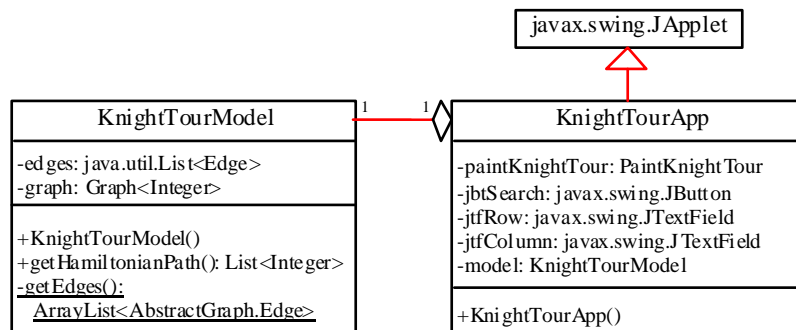 javax.swing.JApplet
1
1
KnightTourModel
-edges: java.util.List<Edge>
-graph: Graph<Integer>
+KnightTourModel()
+getHamiltonianPath(): List<Integer>
-getEdges():
ArrayList<AbstractGraph.Edge>
KnightTourApp
-paintKnightTour: PaintKnightTour
-jbtSearch: javax.swing.JButton
-jtfRow: javax.swing.JTextField
-jtfColumn: javax.swing.JTextField
-model: KnightTourModel
+KnightTourApp()